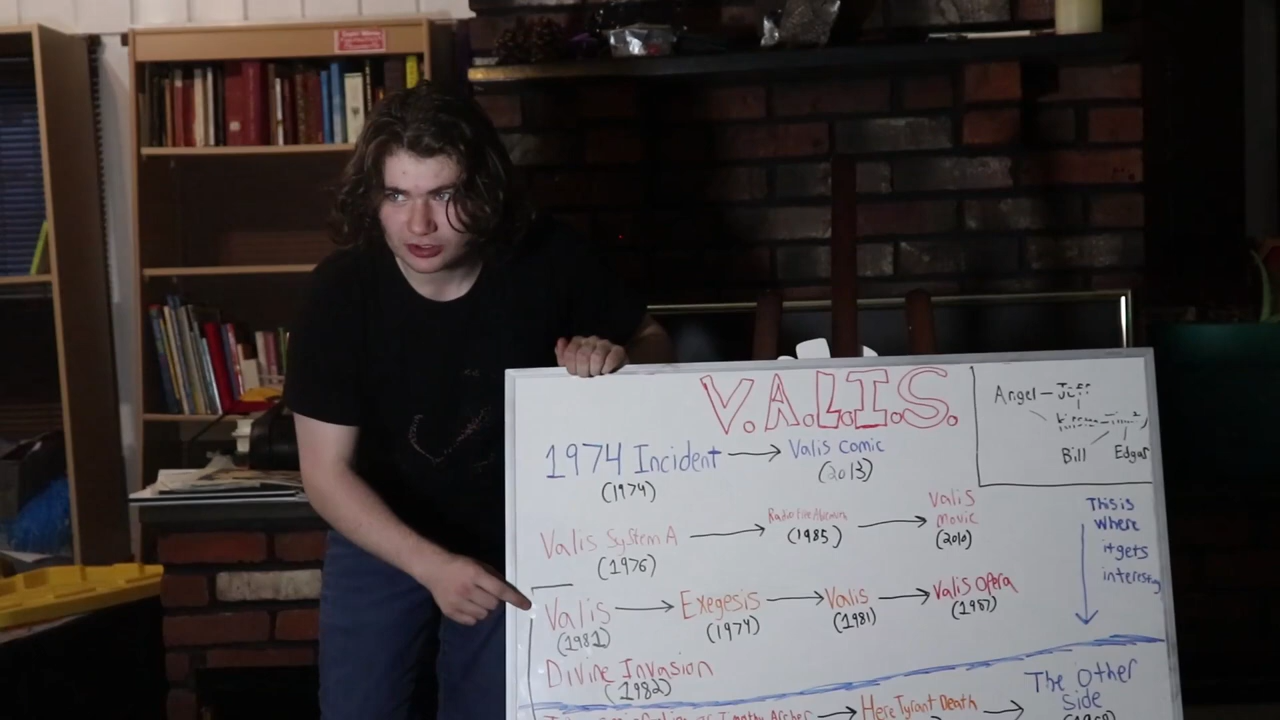 V.A.L.I.S.
1974 Incident → Valis comic
(1974) (2013)
Angel — Jeff
Bill Edgar
Valis System A → Radio Free Albemuth → Valis movie
(1976) (1985) (2010)
This is
where
it gets
interesting
Valis → Exegesis → Valis → Valis Opera
(1981) (1974) (1981) (1987)
Divine Invasion
(1982)
Timothy Archer → Here Tyrant Death → The Other
Side